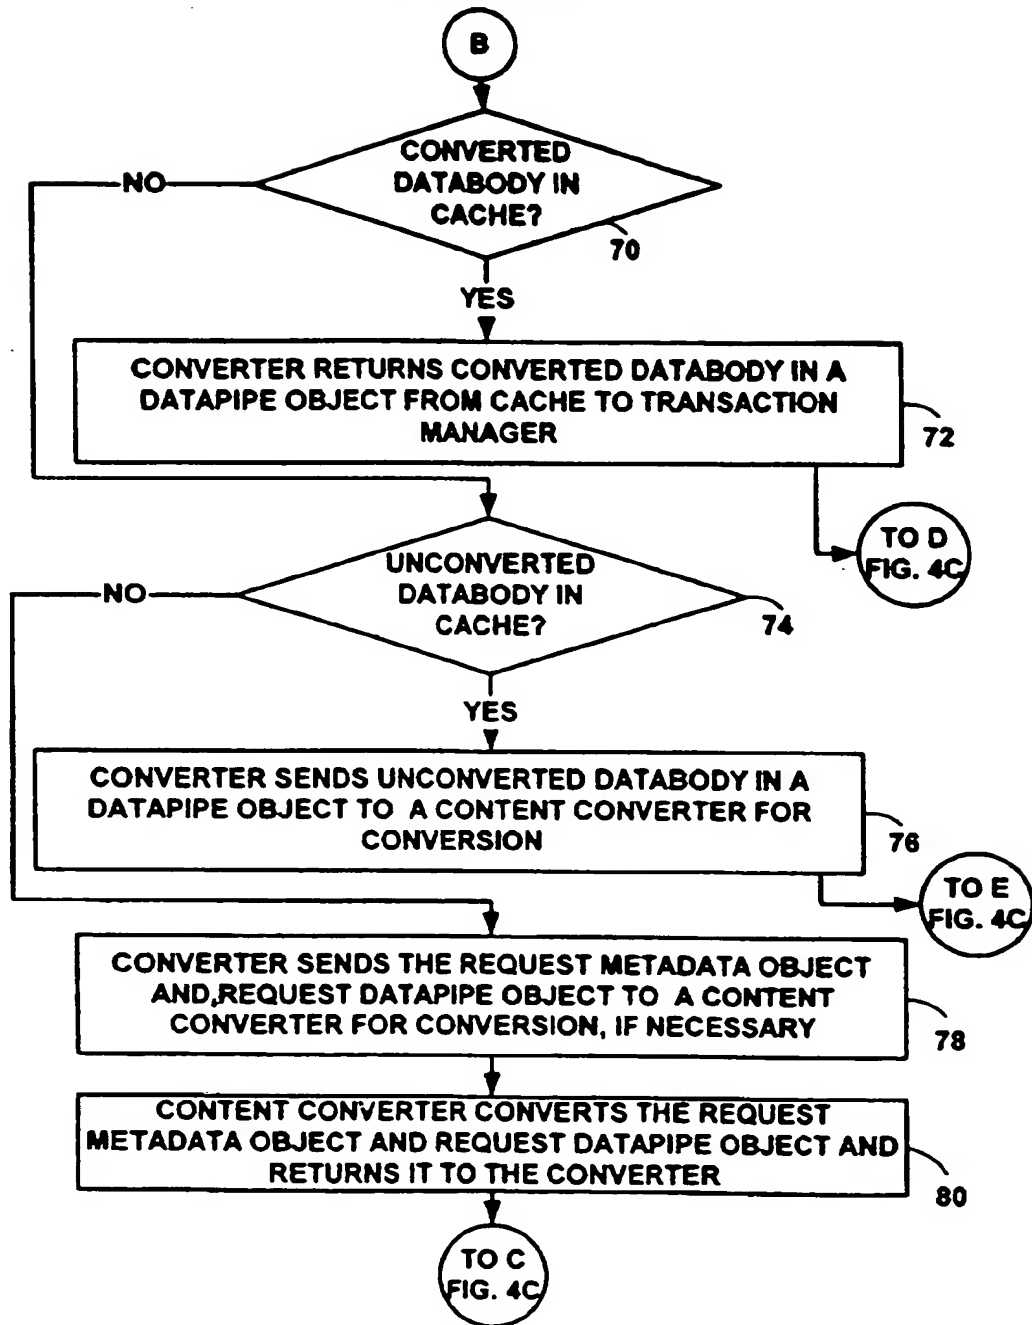 B
CONVERTED
DATABODY IN
CACHE?
NO
70
YES
CONVERTER RETURNS CONVERTED DATABODY IN A
DATAPIPE OBJECT FROM CACHE TO TRANSACTION
MANAGER
72
TO D
FIG. 4C
UNCONVERTED
DATABODY IN
CACHE?
NO
74
YES
CONVERTER SENDS UNCONVERTED DATABODY IN A
DATAPIPE OBJECT TO A CONTENT CONVERTER FOR
CONVERSION
76
TO E
FIG. 4C
CONVERTER SENDS THE REQUEST METADATA OBJECT
AND,REQUEST DATAPIPE OBJECT TO A CONTENT
CONVERTER FOR CONVERSION, IF NECESSARY
78
CONTENT CONVERTER CONVERTS THE REQUEST
METADATA OBJECT AND REQUEST DATAPIPE OBJECT AND
RETURNS IT TO THE CONVERTER
80
TO C
FIG. 4C